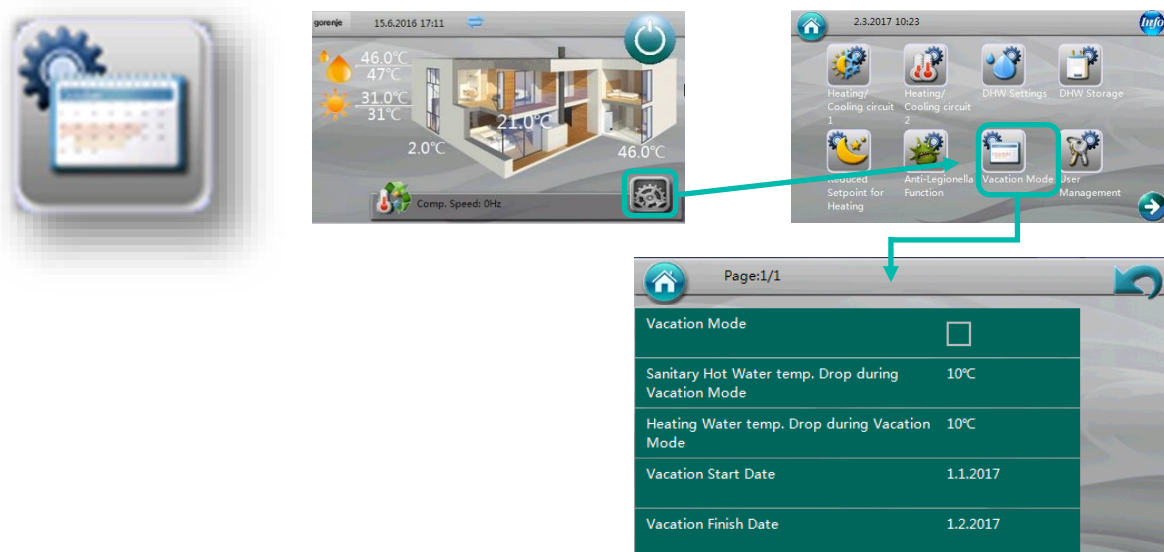 gorenje 15.6.2016 17:11
46.0℃
47℃
31.0℃
31℃
21.0℃
2.0℃
46.0℃
Comp. Speed: 0Hz
2.3.2017 10:23
Info
Heating/
Cooling circuit
1
Heating/
Cooling circuit
2
DHW Settings
DHW Storage
Reduced
Setpoint for
Heating
Anti-Legionella
Function
Vacation Mode
User
Management
Page:1/1
Vacation Mode
Sanitary Hot Water temp. Drop during
Vacation Mode
10℃
Heating Water temp. Drop during Vacation
Mode
10℃
Vacation Start Date
1.1.2017
Vacation Finish Date
1.2.2017